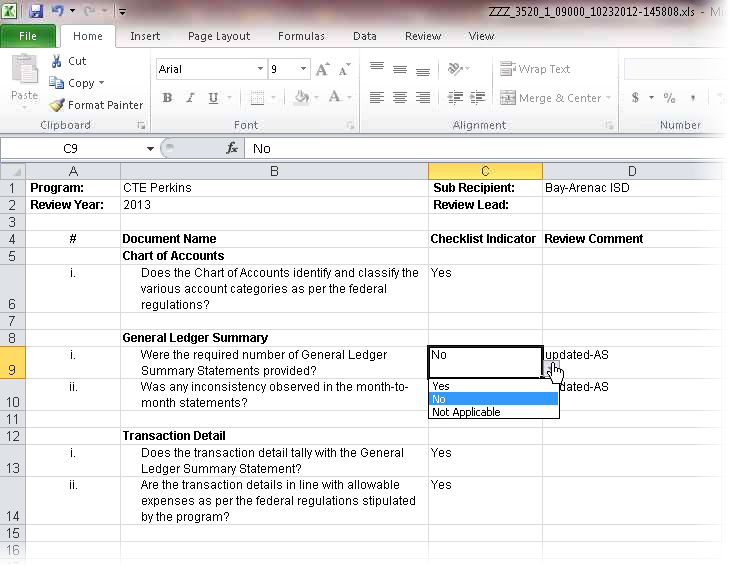 ZZZ_3520_1_09000_10232012-145808.xls - Mi
File Home Insert Page Layout Formulas Data Review View
Cut
Copy
Format Painter
Paste
Clipboard
Arial 9
A A
B I U A
Font
Wrap Text
Merge & Center
Alignment
$ % ,
Number
C9 fx No
A B C D
1 Program: CTE Perkins Sub Recipient: Bay-Arenac ISD
2 Review Year: 2013 Review Lead:
3
4 # Document Name Checklist Indicator Review Comment
5 Chart of Accounts
i. Does the Chart of Accounts identify and classify the Yes
various account categories as per the federal
6 regulations?
7
8 General Ledger Summary
i. Were the required number of General Ledger No updated-AS
9 Summary Statements provided?
ii. Was any inconsistency observed in the month-to- Yes dated-AS
10 month statements? No
Not Applicable
11
12 Transaction Detail
i. Does the transaction detail tally with the General Yes
13 Ledger Summary Statement?
ii. Are the transaction details in line with allowable Yes
expenses as per the federal regulations stipulated
14 by the program?
15
16